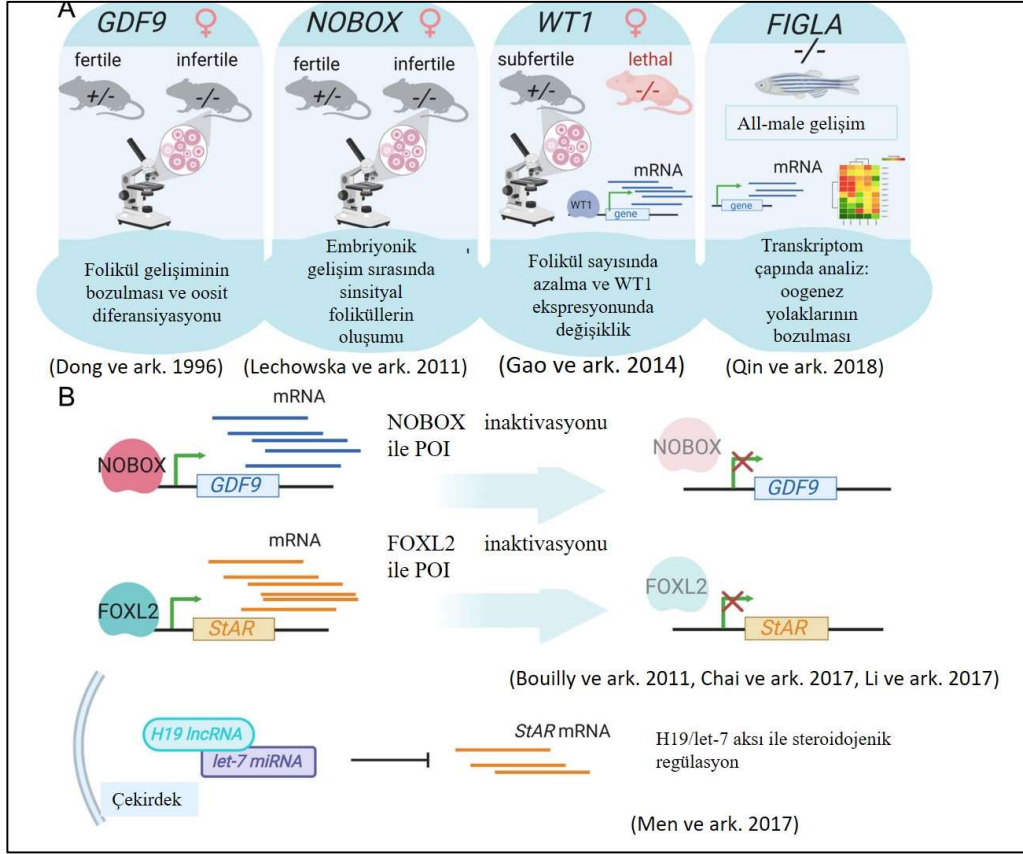 A
GDF9 ♀
fertile infertile
+/- -/-
Folikül gelişiminin
bozulması ve oosit
diferansiyasyonu
(Dong ve ark. 1996)
NOBOX ♀
fertile infertile
+/- -/-
Embriyonik
gelişim sırasında
sinsityal
foliküllerin
oluşumu
(Lechowska ve ark. 2011)
WT1 ♀
subfertile lethal
+/- -/-
mRNA
WT1
gene
Folikül sayısında
azalma ve WT1
ekspresyonunda
değişiklik
(Gao ve ark. 2014)
FIGLA
-/-
All-male gelişim
mRNA
gene
Transkriptom
çapında analiz:
oogenez
yolaklarının
bozulması
(Qin ve ark. 2018)
B
mRNA
NOBOX
GDF9
NOBOX inaktivasyonu
ile POI
NOBOX
GDF9
mRNA
FOXL2
StAR
FOXL2 inaktivasyonu
ile POI
FOXL2
StAR
(Bouilly ve ark. 2011, Chai ve ark. 2017, Li ve ark. 2017)
H19 lncRNA
let-7 miRNA
Çekirdek
StAR mRNA
H19/let-7 aksı ile steroidojenik
regülasyon
(Men ve ark. 2017)